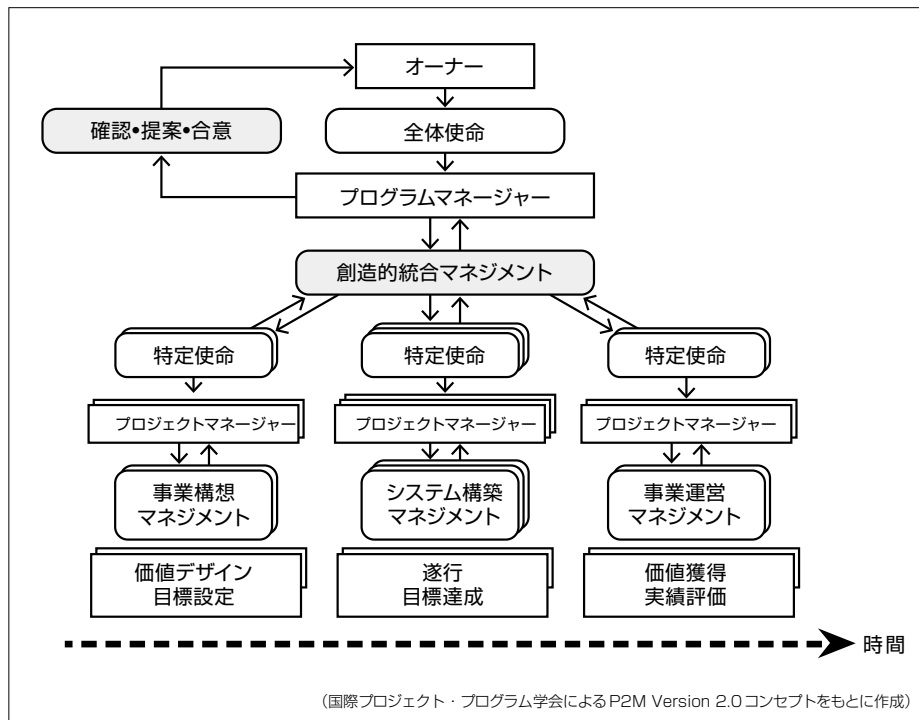 オーナー
確認•提案•合意
全体使命
プログラムマネージャー
創造的統合マネジメント
特定使命
特定使命
特定使命
プロジェクトマネージャー
プロジェクトマネージャー
プロジェクトマネージャー
事業構想
マネジメント
システム構築
マネジメント
事業運営
マネジメント
価値デザイン
目標設定
遂行
目標達成
価値獲得
実績評価
時間
（国際プロジェクト・プログラム学会によるP2M Version 2.0コンセプトをもとに作成）